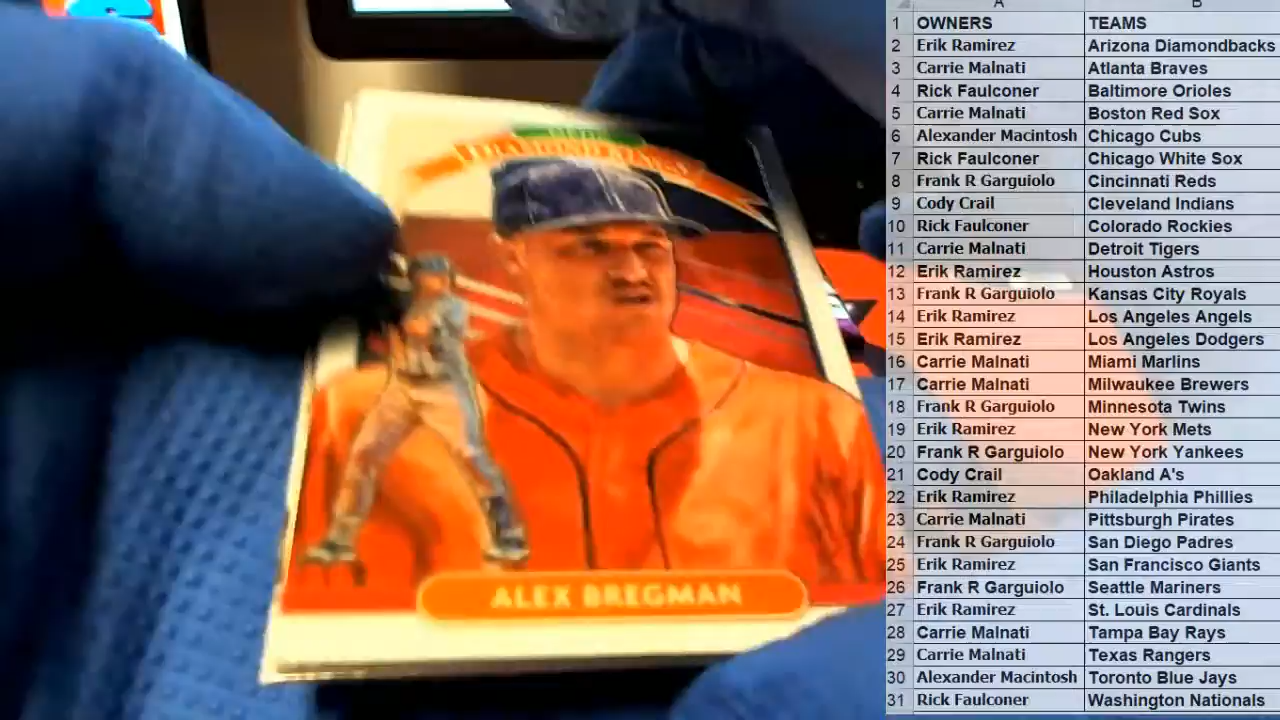 DIAMOND KINGS
ALEX BREGMAN
A B
1 OWNERS TEAMS
2 Erik Ramirez Arizona Diamondbacks
3 Carrie Malnati Atlanta Braves
4 Rick Faulconer Baltimore Orioles
5 Carrie Malnati Boston Red Sox
6 Alexander Macintosh Chicago Cubs
7 Rick Faulconer Chicago White Sox
8 Frank R Garguiolo Cincinnati Reds
9 Cody Crail Cleveland Indians
10 Rick Faulconer Colorado Rockies
11 Carrie Malnati Detroit Tigers
12 Erik Ramirez Houston Astros
13 Frank R Garguiolo Kansas City Royals
14 Erik Ramirez Los Angeles Angels
15 Erik Ramirez Los Angeles Dodgers
16 Carrie Malnati Miami Marlins
17 Carrie Malnati Milwaukee Brewers
18 Frank R Garguiolo Minnesota Twins
19 Erik Ramirez New York Mets
20 Frank R Garguiolo New York Yankees
21 Cody Crail Oakland A's
22 Erik Ramirez Philadelphia Phillies
23 Carrie Malnati Pittsburgh Pirates
24 Frank R Garguiolo San Diego Padres
25 Erik Ramirez San Francisco Giants
26 Frank R Garguiolo Seattle Mariners
27 Erik Ramirez St. Louis Cardinals
28 Carrie Malnati Tampa Bay Rays
29 Carrie Malnati Texas Rangers
30 Alexander Macintosh Toronto Blue Jays
31 Rick Faulconer Washington Nationals